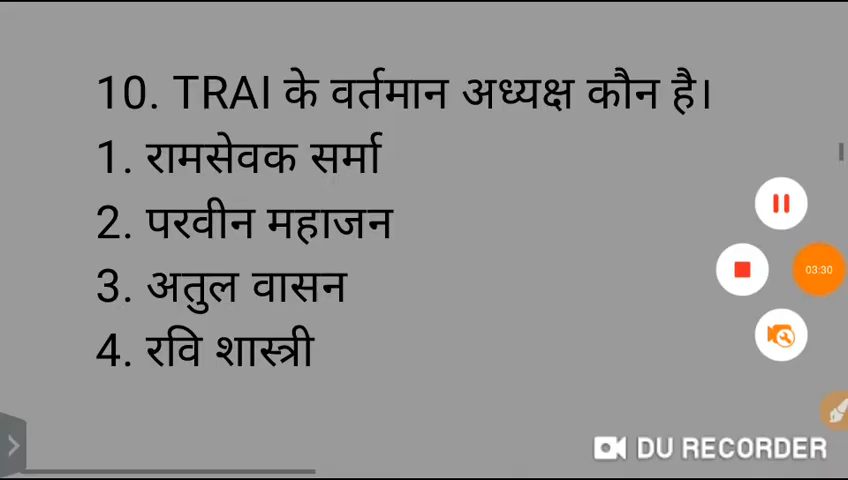 10. TRAI के वर्तमान अध्यक्ष कौन है।
1. रामसेवक सर्मा
2. परवीन महाजन
3. अतुल वासन
4. रवि शास्त्री
03:30
DU RECORDER